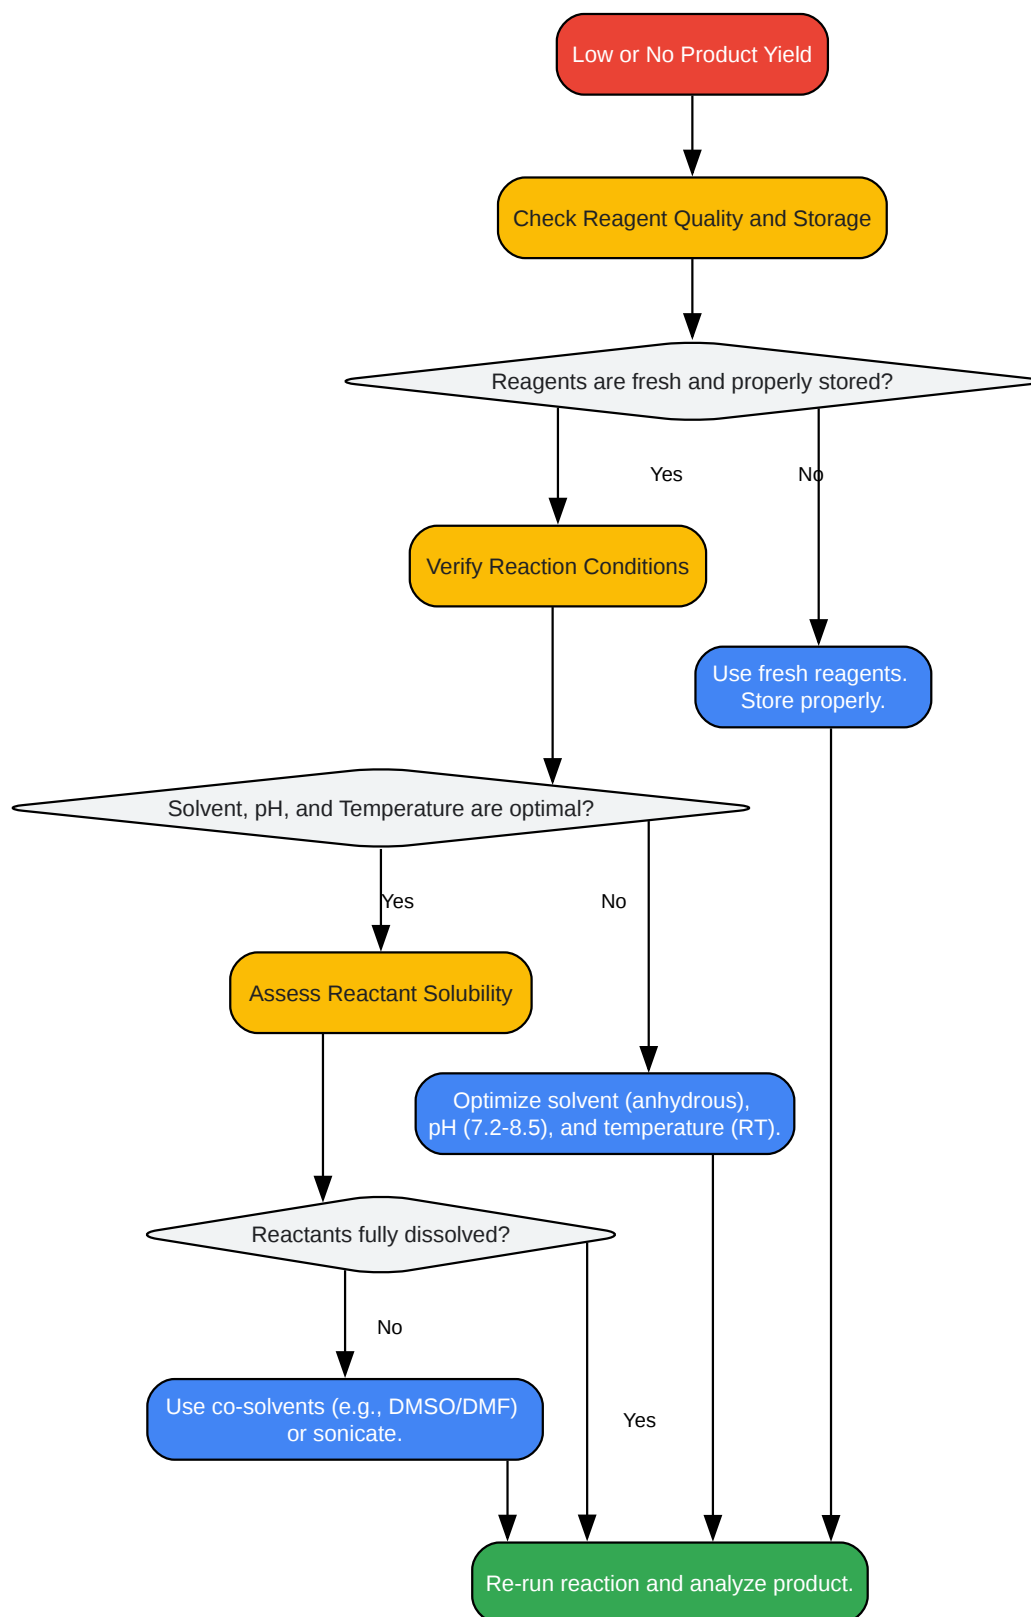 Low or No Product Yield
Check Reagent Quality and Storage
Reagents are fresh and properly stored?
Yes
No
Verify Reaction Conditions
Use fresh reagents.
Store properly.
Solvent, pH, and Temperature are optimal?
Yes
No
Assess Reactant Solubility
Optimize solvent (anhydrous),
pH (7.2-8.5), and temperature (RT).
Reactants fully dissolved?
No
Use co-solvents (e.g., DMSO/DMF)
or sonicate.
Yes
Re-run reaction and analyze product.